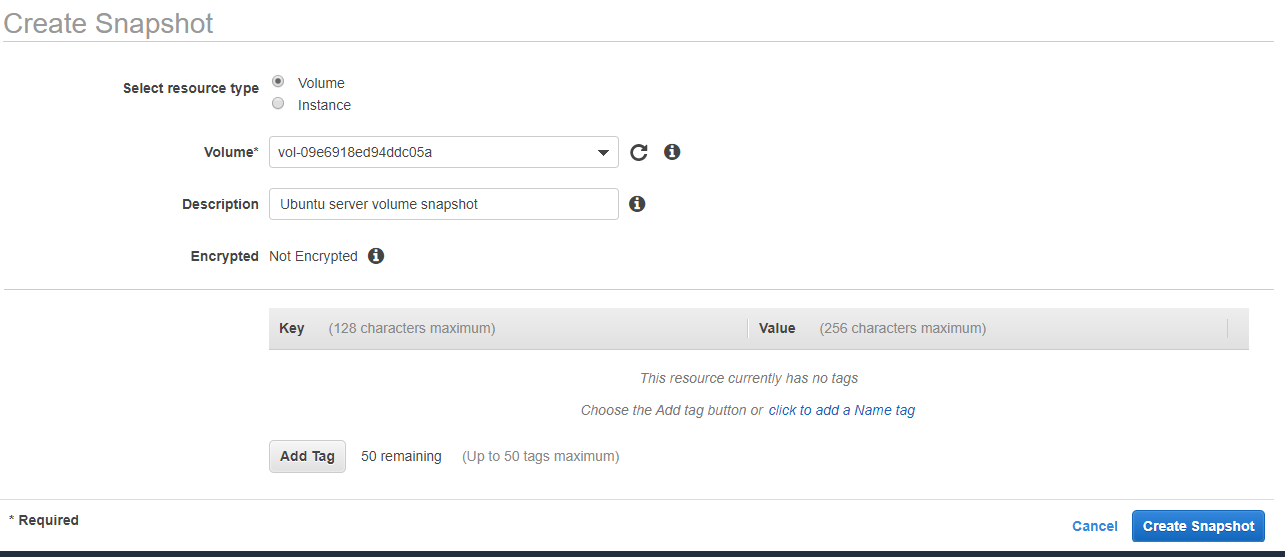 Create Snapshot
Select resource type
Volume
Instance
Volume* vol-09e6918ed94ddc05a
Description Ubuntu server volume snapshot
Encrypted Not Encrypted
Key (128 characters maximum) Value (256 characters maximum)
This resource currently has no tags
Choose the Add tag button or click to add a Name tag
Add Tag 50 remaining (Up to 50 tags maximum)
* Required
Cancel Create Snapshot